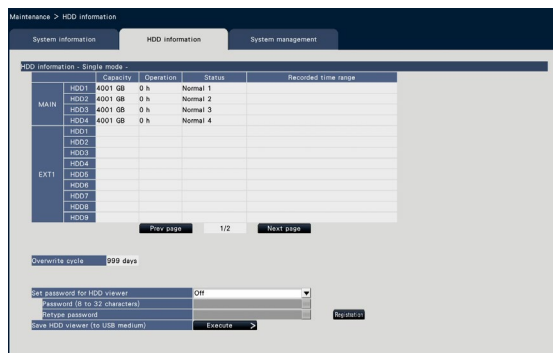 Maintenance > HDD information
System information HDD information System management
HDD information - Single mode -
Capacity Operation Status Recorded time range
MAIN
HDD1 4001 GB 0 h Normal 1
HDD2 4001 GB 0 h Normal 2
HDD3 4001 GB 0 h Normal 3
HDD4 4001 GB 0 h Normal 4
EXT1
HDD1
HDD2
HDD3
HDD4
HDD5
HDD6
HDD7
HDD8
HDD9
Prev page 1/2 Next page
Overwrite cycle 999 days
Set password for HDD viewer Off
Password (8 to 32 characters)
Retype password Registration
Save HDD viewer (to USB medium) Execute >